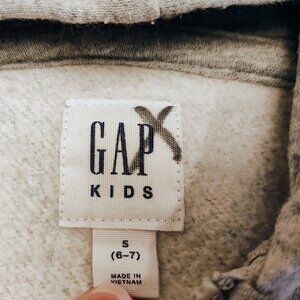 GAP
KIDS
S
(6-7)
MADE IN
VIETNAM